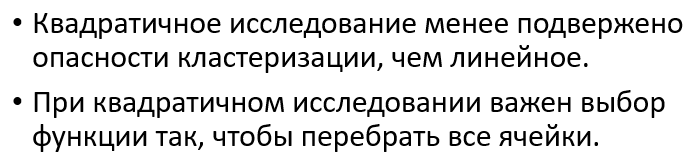 • Квадратичное исследование менее подвержено
опасности кластеризации, чем линейное.
• При квадратичном исследовании важен выбор
функции так, чтобы перебрать все ячейки.